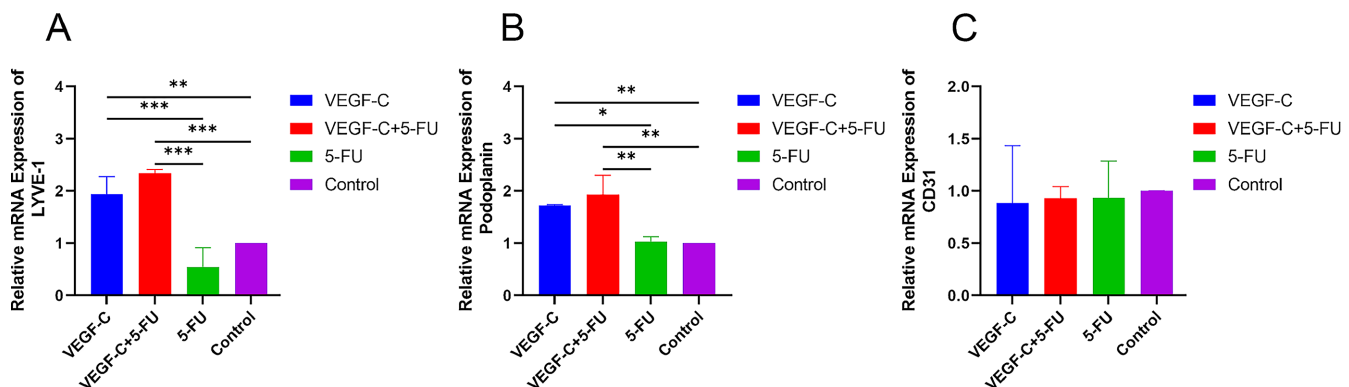 A
Relative mRNA Expression of
LYVE-1
4
3
2
1
0
**
***
***
***
VEGF-C
VEGF-C+5-FU
5-FU
Control
VEGF-C
VEGF-C+5-FU
5-FU
Control
B
Relative mRNA Expression of
Podoplanin
4
3
2
1
0
**
*
**
**
VEGF-C
VEGF-C+5-FU
5-FU
Control
VEGF-C
VEGF-C+5-FU
5-FU
Control
C
Relative mRNA Expression of
CD31
2.0
1.5
1.0
0.5
0.0
VEGF-C
VEGF-C+5-FU
5-FU
Control
VEGF-C
VEGF-C+5-FU
5-FU
Control